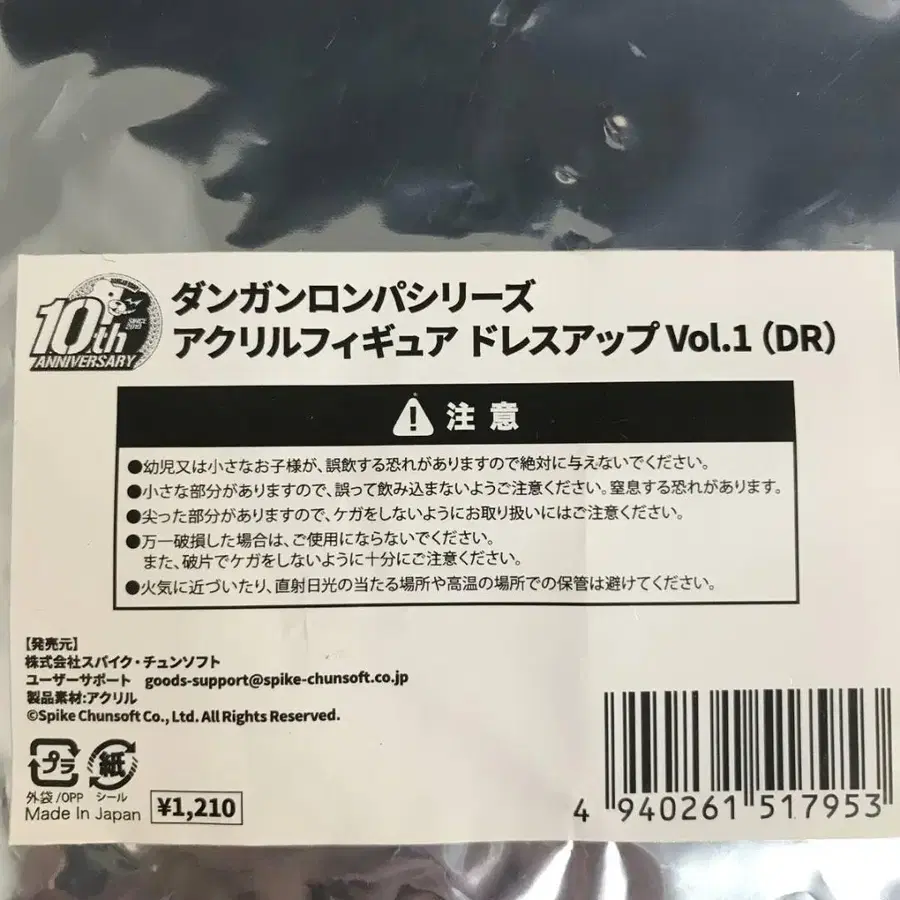 10th
SINCE 2010
ANNIVERSARY
ダンガンロンパシリーズ
アクリルフィギュア ドレスアップ Vol.1 (DR)
注意
●幼児又は小さなお子様が、誤飲する恐れがありますので絶対に与えないでください。
●小さな部分がありますので、誤って飲み込まないようご注意ください。窒息する恐れがあります。
●尖った部分がありますので、ケガをしないようにお取り扱いにはご注意ください。
●万一破損した場合は、ご使用にならないでください。
また、破片でケガをしないように十分にご注意ください。
●火気に近づいたり、直射日光の当たる場所や高温の場所での保管は避けてください。
【発売元】
株式会社スパイク・チュンソフト
ユーザーサポート goods-support@spike-chunsoft.co.jp
製品素材:アクリル
©Spike Chunsoft Co., Ltd. All Rights Reserved.
プラ 紙
外袋/OPP シール
Made In Japan ¥1,210
4 940261 517953